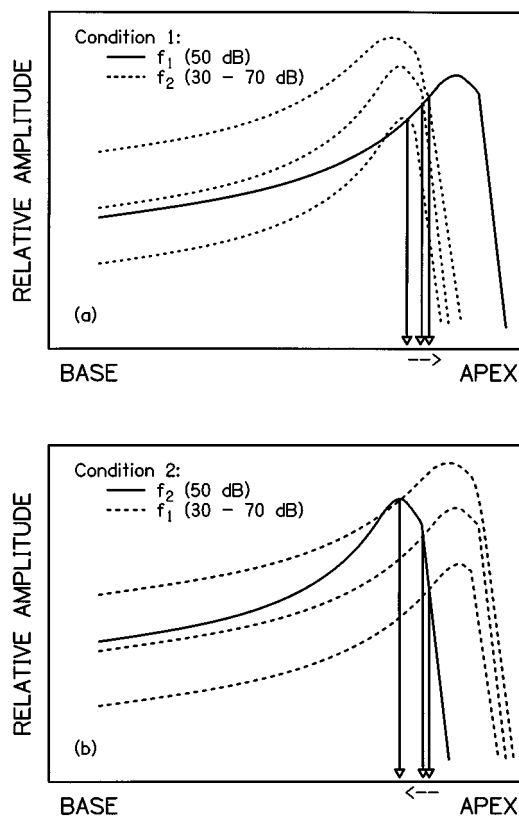 Condition 1:
f₁ (50 dB)
f₂ (30 – 70 dB)
RELATIVE AMPLITUDE
(a)
BASE
-->
APEX
Condition 2:
f₂ (50 dB)
f₁ (30 – 70 dB)
RELATIVE AMPLITUDE
(b)
BASE
<--
APEX